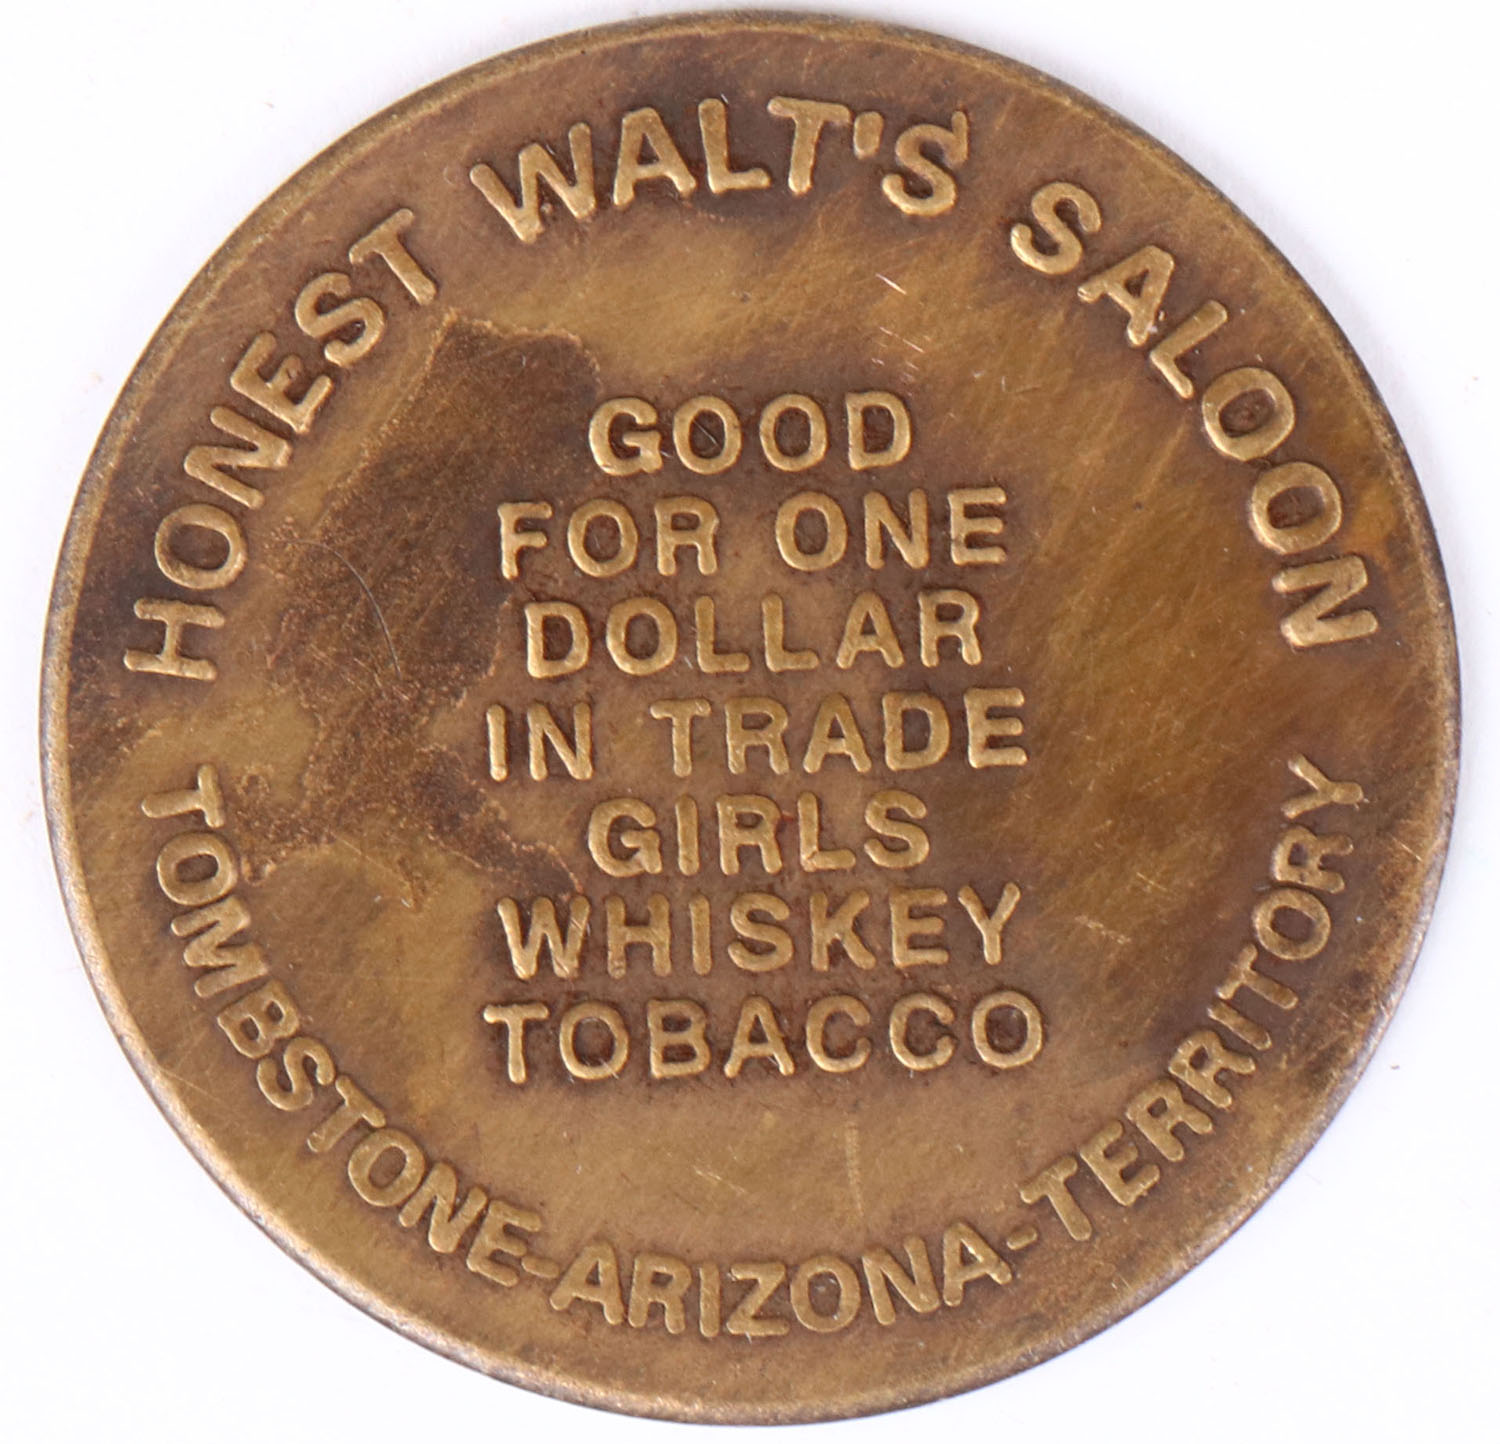 HONEST WALT'S SALOON
GOOD
FOR ONE
DOLLAR
IN TRADE
GIRLS
WHISKEY
TOBACCO
TOMBSTONE-ARIZONA-TERRITORY